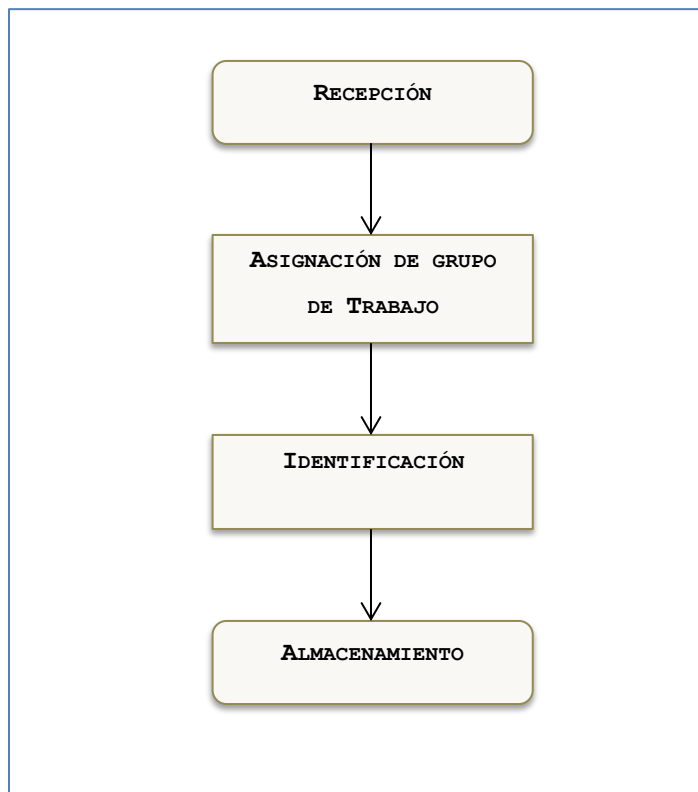 RECEPCIÓN
ASIGNACIÓN DE GRUPO
DE TRABAJO
IDENTIFICACIÓN
ALMACENAMIENTO